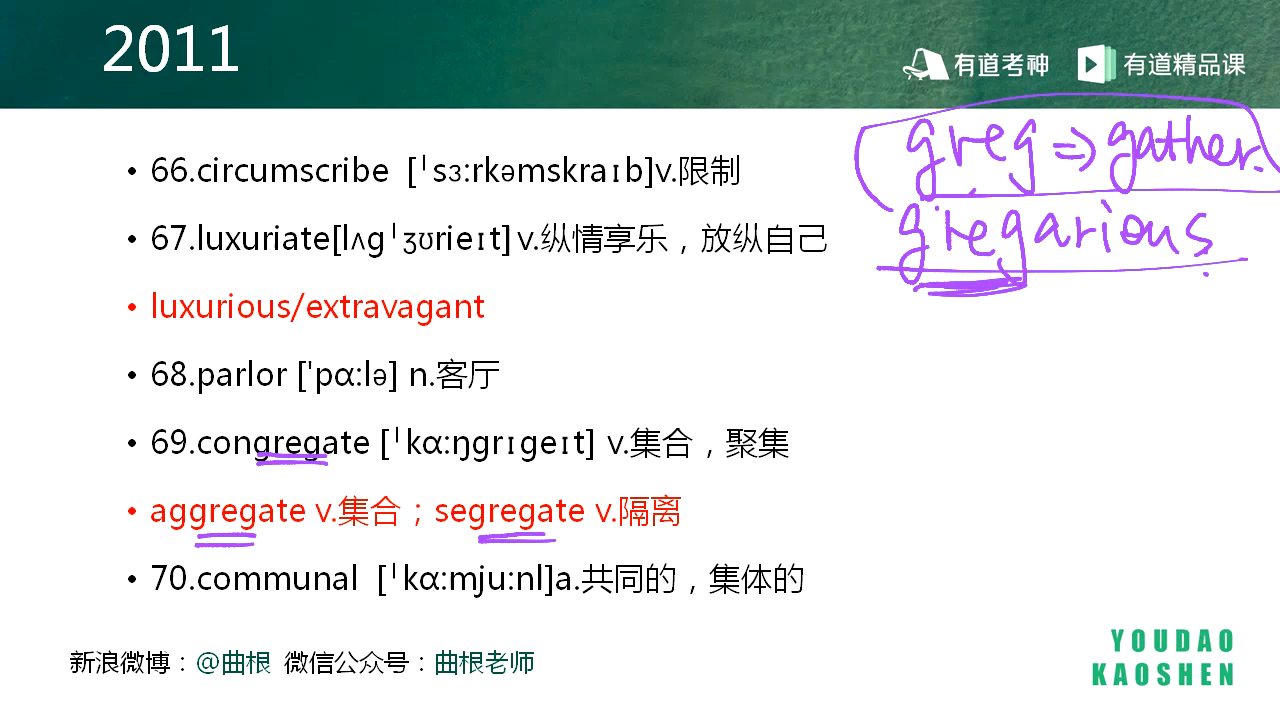 2011
有道考神 有道精品课
greg ⇒ gather.
gregarious
• 66.circumscribe [ˈsɜ:rkəmskraɪb]v.限制
• 67.luxuriate[lʌgˈʒʊrieɪt]v.纵情享乐，放纵自己
• luxurious/extravagant
• 68.parlor ['pɑ:lə] n.客厅
• 69.congregate [ˈkɑ:ŋgrɪgeɪt] v.集合，聚集
• aggregate v.集合；segregate v.隔离
• 70.communal [ˈkɑ:mju:nl]a.共同的，集体的
新浪微博：@曲根 微信公众号：曲根老师
YOUDAO
KAOSHEN